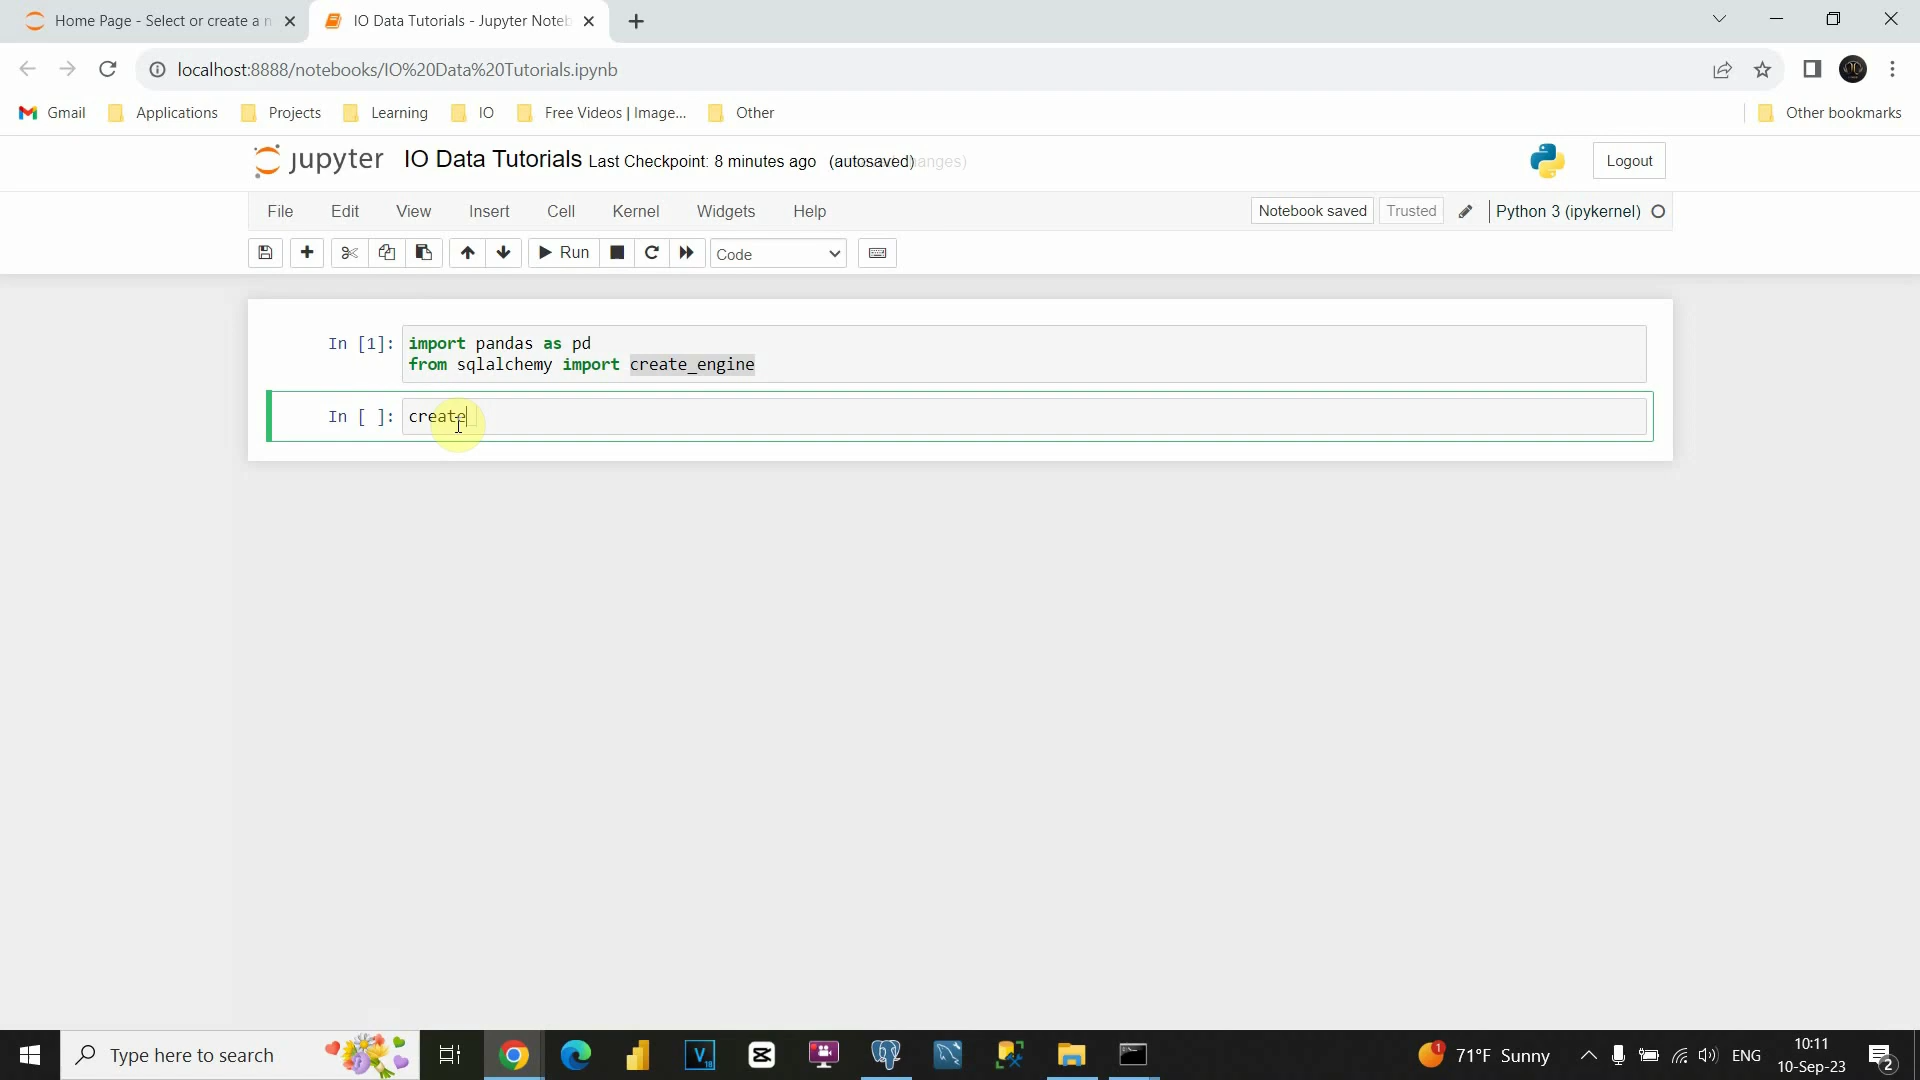 Home Page - Select or create a n
IO Data Tutorials - Jupyter Noteb
localhost:8888/notebooks/IO%20Data%20Tutorials.ipynb
Gmail Applications Projects Learning IO Free Videos | Image... Other Other bookmarks
jupyter IO Data Tutorials Last Checkpoint: 8 minutes ago (autosaved)
Logout
File Edit View Insert Cell Kernel Widgets Help Notebook saved Trusted Python 3 (ipykernel)
Run Code
In [1]: import pandas as pd
from sqlalchemy import create_engine
In [ ]: create
Type here to search
V 18
1 71°F Sunny ENG 10:11
10-Sep-23
2